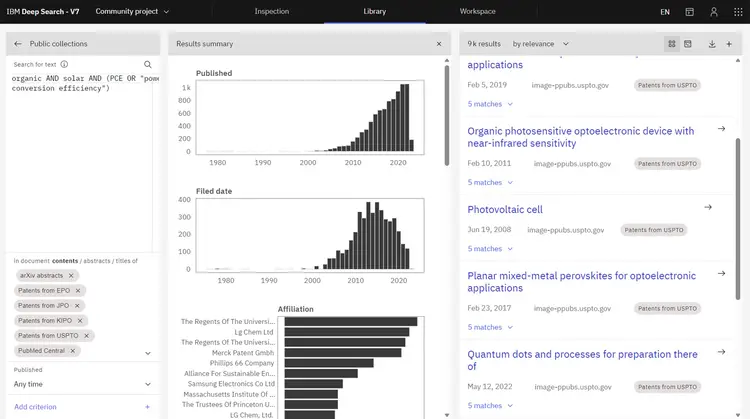 IBM Deep Search - V7
Community project
Inspection
Library
Workspace
EN
Public collections
Search for text
organic AND solar AND (PCE OR "powe
conversion efficiency")
In document contents / abstracts / titles of
arXiv abstracts
Patents from EPO
Patents from JPO
Patents from KIPO
Patents from USPTO
PubMed Central
Published
Any time
Add criterion
Results summary
Published
1k
800
600
400
200
0
1980 1990 2000 2010 2020
Filed date
400
300
200
100
0
1980 1990 2000 2010 2020
Affiliation
The Regents Of The Universi...
Lg Chem Ltd
The Regents Of The Universi...
Merck Patent Gmbh
Phillips 66 Company
Alliance For Sustainable En...
Samsung Electronics Co Ltd
Massachusetts Institute Of ...
The Trustees Of Princeton U...
LG Chem, Ltd.
9k results
by relevance
applications
Feb 5, 2019 image-ppubs.uspto.gov Patents from USPTO
5 matches
Organic photosensitive optoelectronic device with
near-infrared sensitivity
Feb 10, 2011 image-ppubs.uspto.gov Patents from USPTO
5 matches
Photovoltaic cell
Jun 19, 2008 image-ppubs.uspto.gov Patents from USPTO
5 matches
Planar mixed-metal perovskites for optoelectronic
applications
Feb 23, 2017 image-ppubs.uspto.gov Patents from USPTO
5 matches
Quantum dots and processes for preparation there
of
May 12, 2022 image-ppubs.uspto.gov Patents from USPTO
5 matches